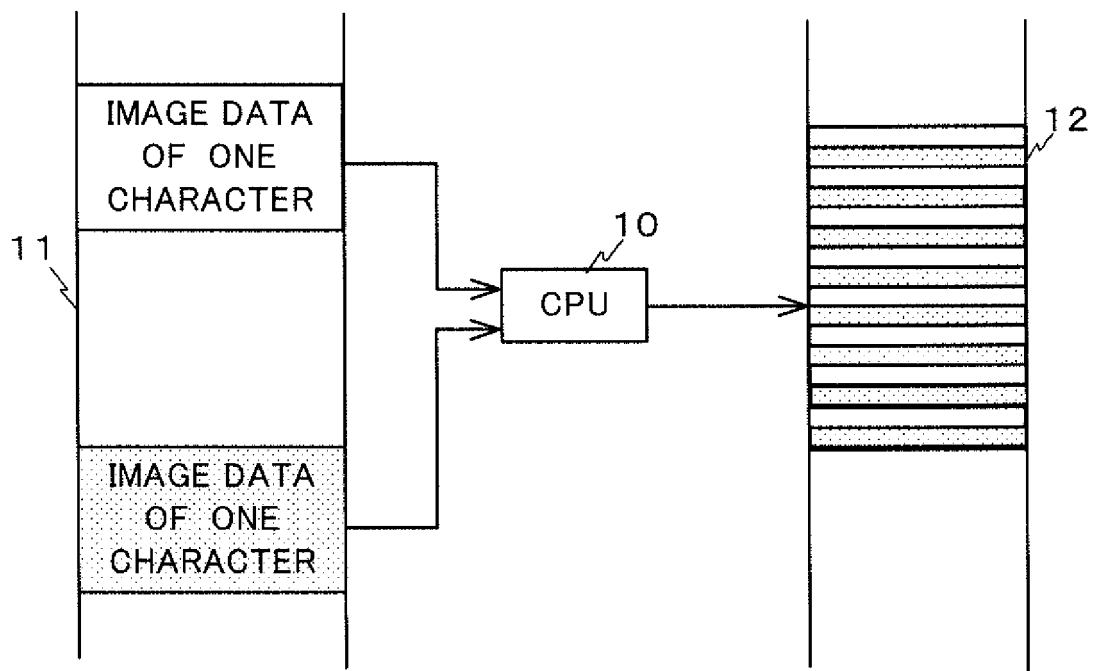 IMAGE DATA
OF ONE
CHARACTER
12
10
11
CPU
IMAGE DATA
OF ONE
CHARACTER